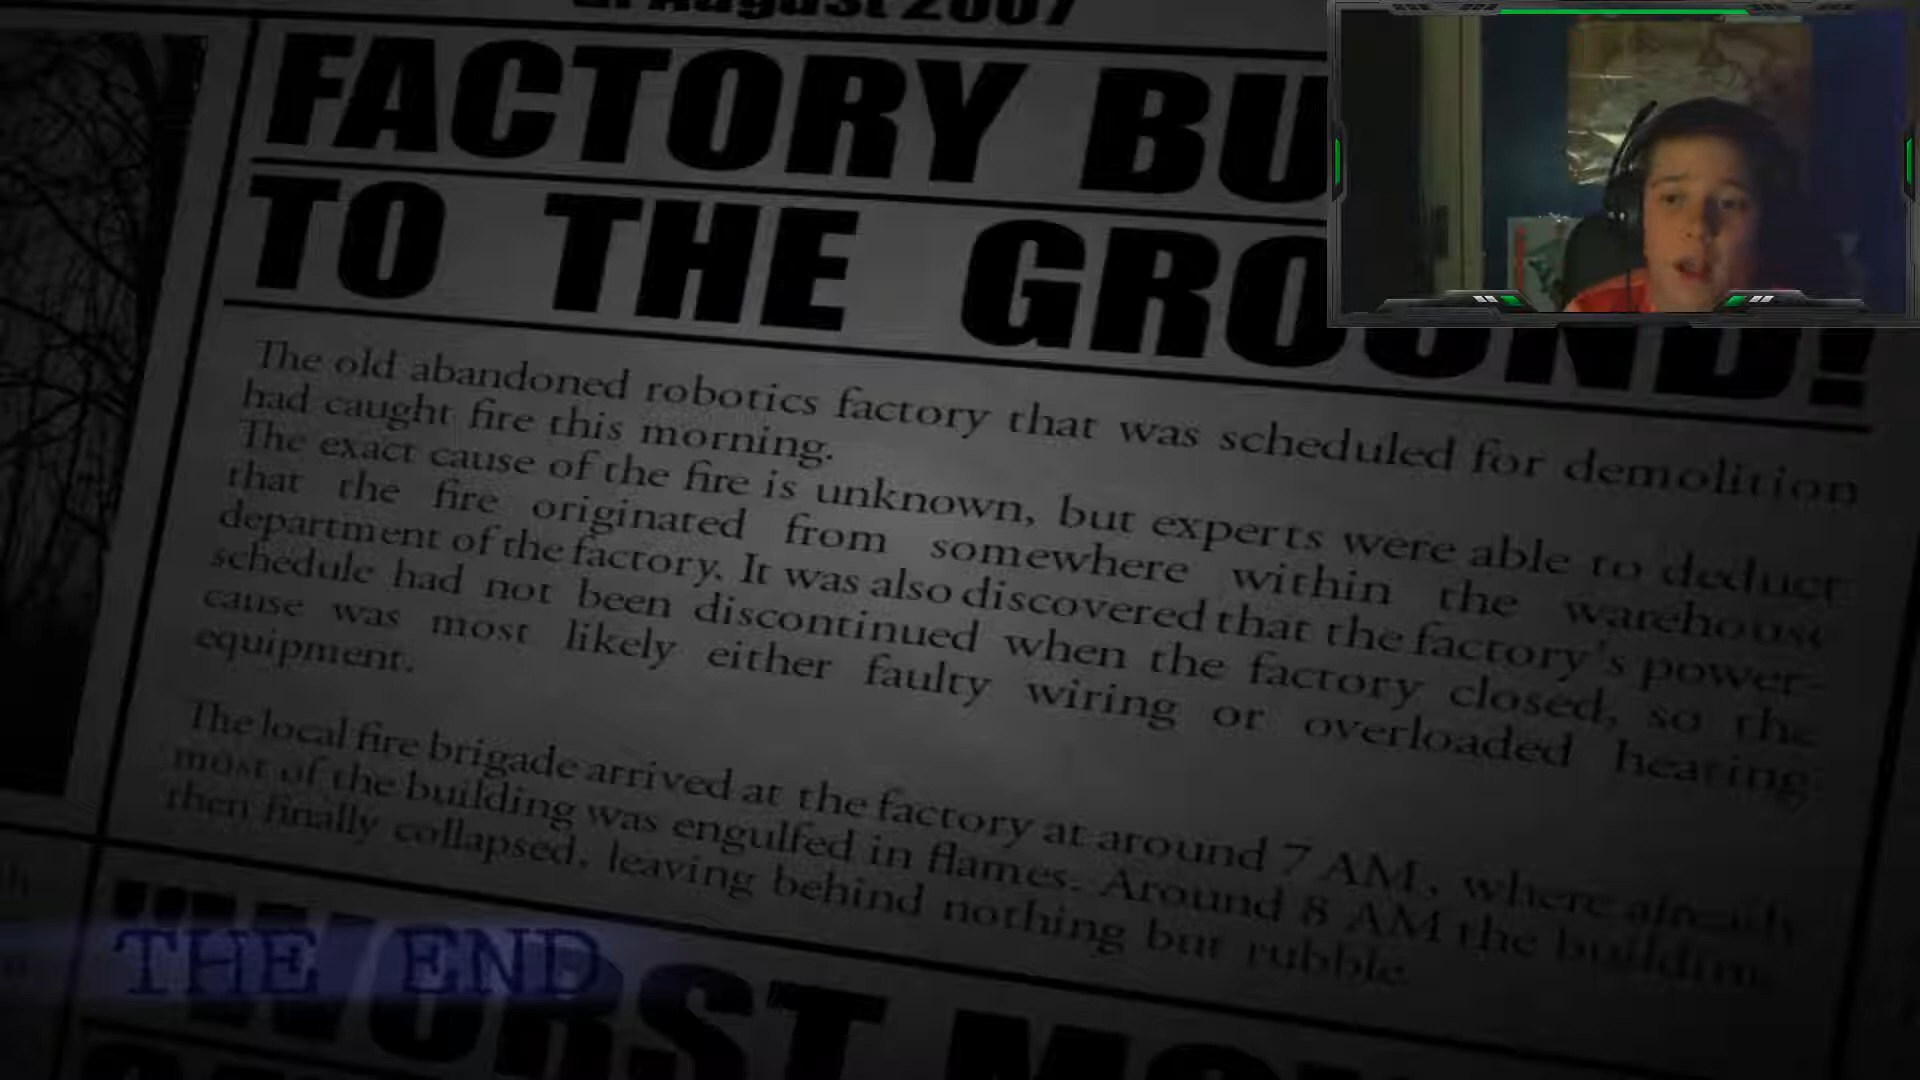 August 2007
FACTORY
TO THE
The old abandoned robotics factory that was scheduled for demolition
had caught fire this morning.
The exact cause of the fire is unknown, but experts were able to deduct
that the fire originated from somewhere within the warehouse
department of the factory. It was also discovered that the factory's power-
schedule had not been discontinued when the factory closed, so the
cause was most likely either faulty wiring or overloaded heating
equipment.
The local fire brigade arrived at the factory at around 7 AM, where already
most of the building was engulfed in flames. Around 8 AM the building
then finally collapsed, leaving behind nothing but rubble.
THE END